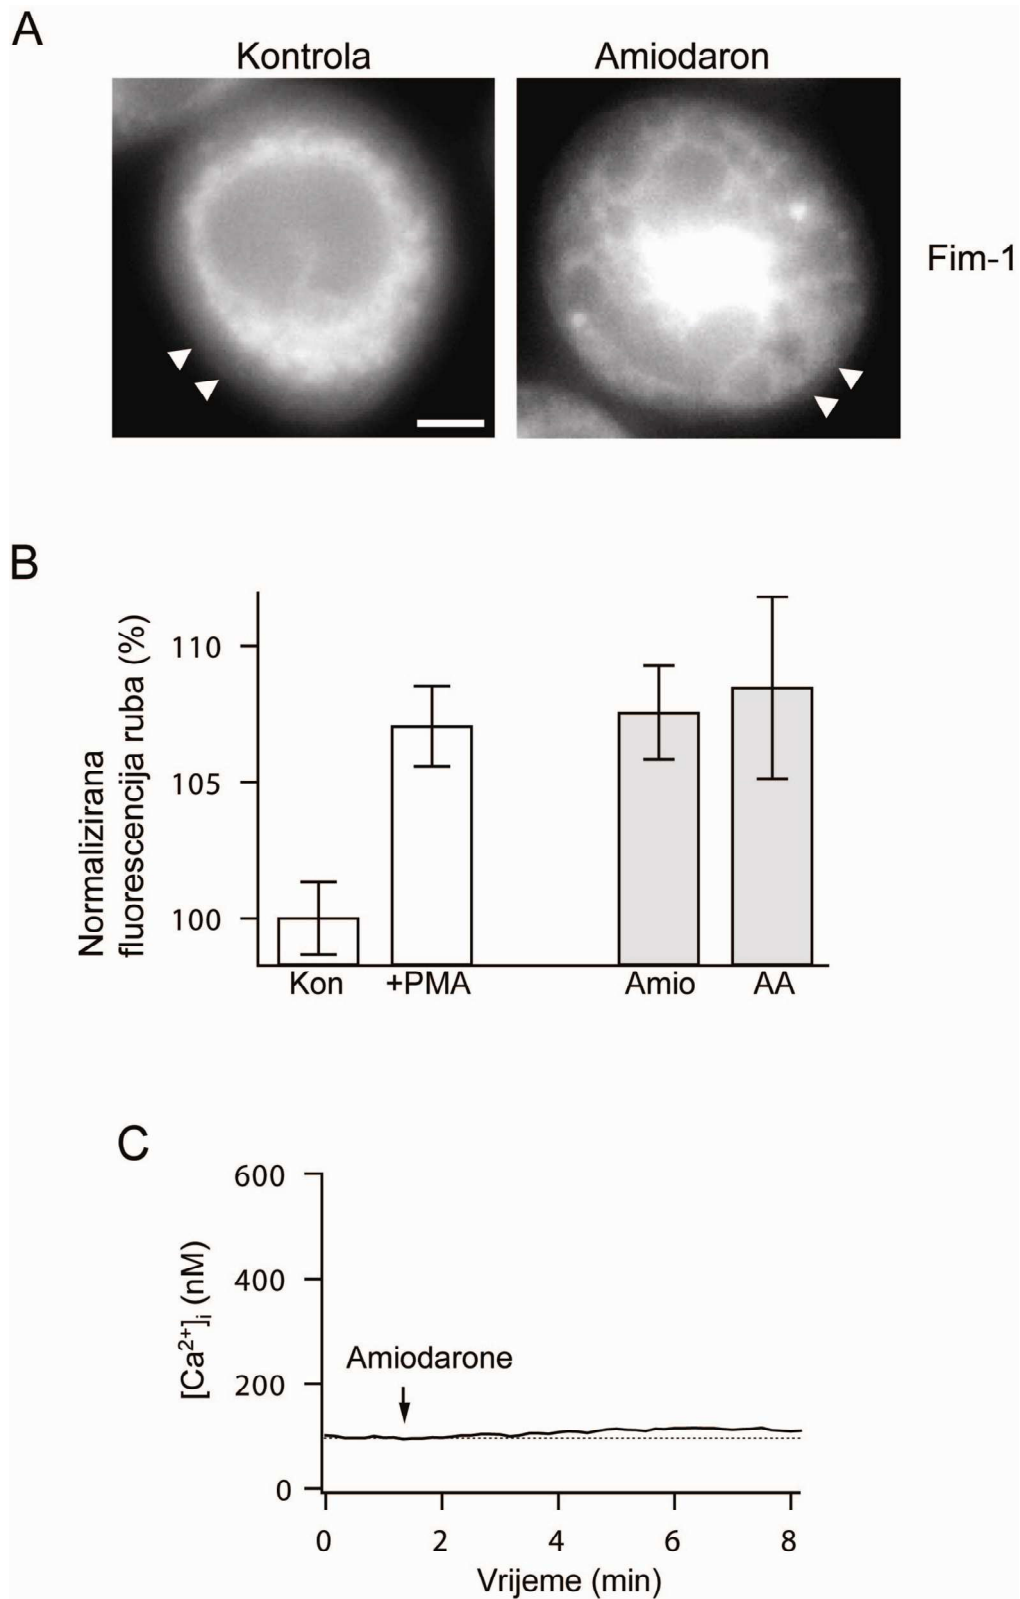 A
Kontrola
Amiodaron
Fim-1
B
Normalizirana
fluorescencija ruba (%)
110
105
100
Kon
+PMA
Amio
AA
C
[Ca²⁺]ᵢ (nM)
600
400
200
0
Amiodarone
0 2 4 6 8
Vrijeme (min)